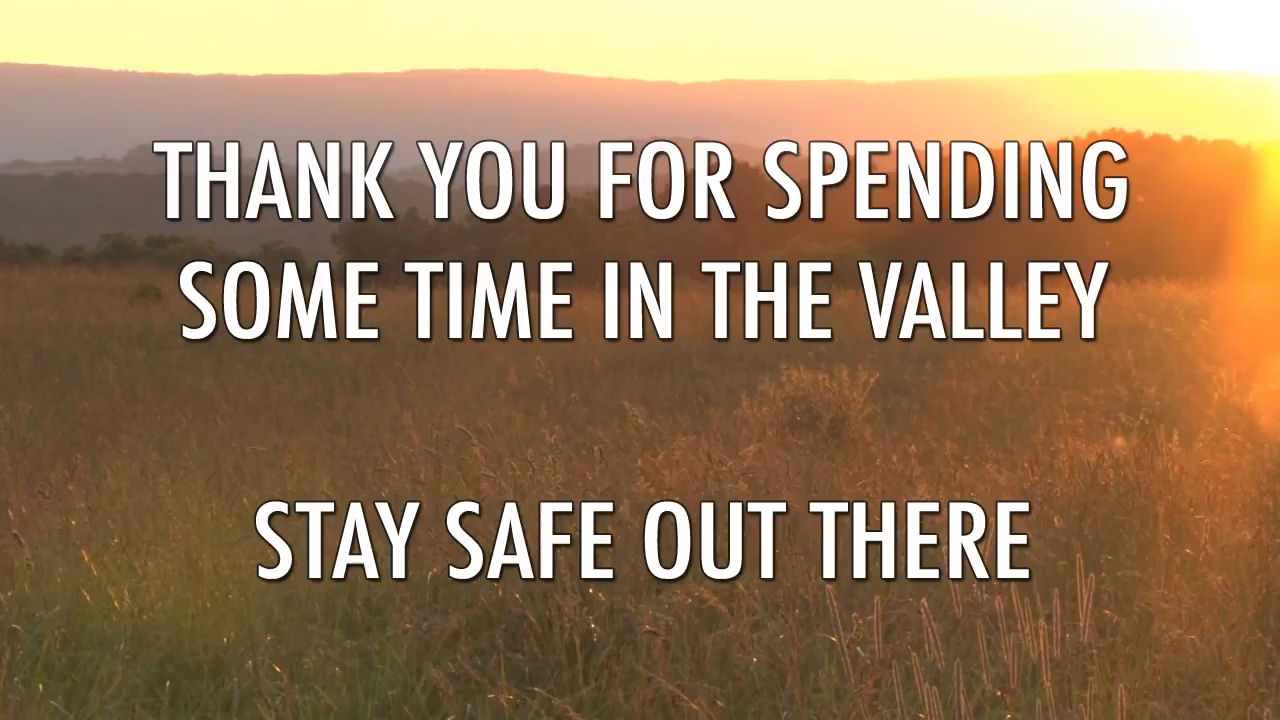 THANK YOU FOR SPENDING
SOME TIME IN THE VALLEY
STAY SAFE OUT THERE